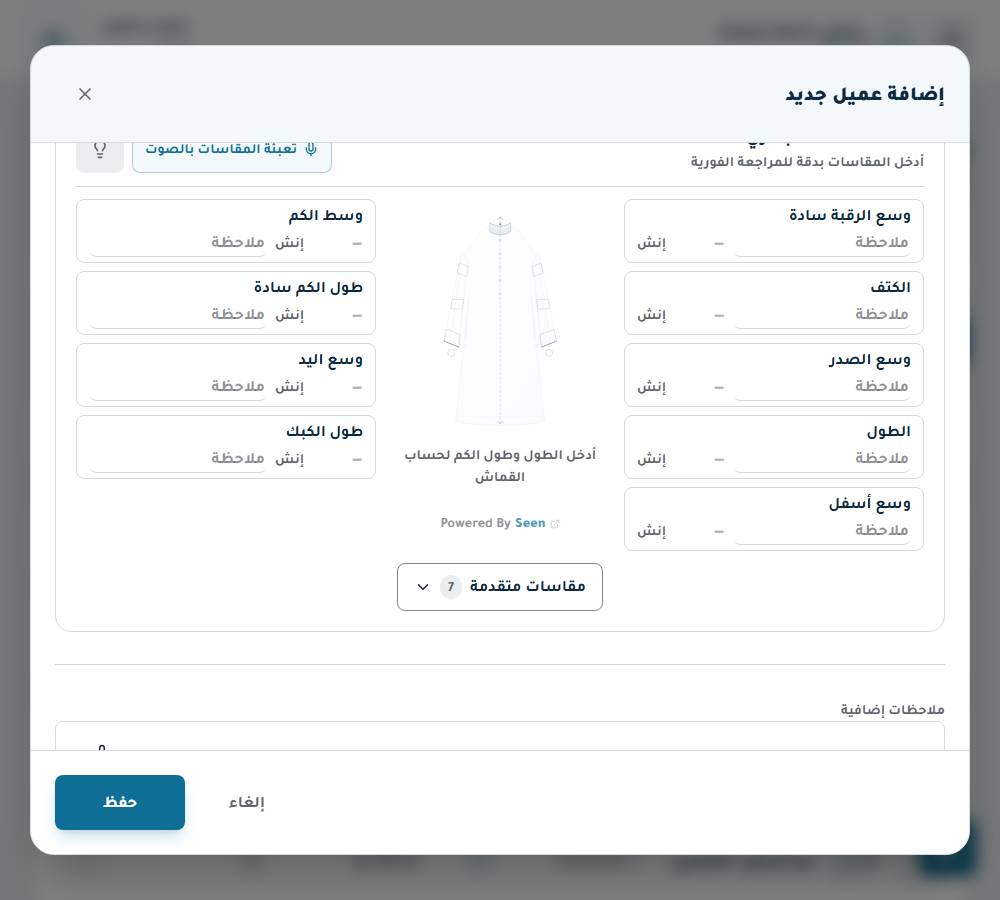 إضافة عميل جديد
تعبئة المقاسات بالصوت
أدخل المقاسات بدقة للمراجعة الفورية
وسع الرقبة سادة
ملاحظة – إنش
الكتف
ملاحظة – إنش
وسع الصدر
ملاحظة – إنش
الطول
ملاحظة – إنش
وسع أسفل
ملاحظة – إنش
أدخل الطول وطول الكم لحساب
القماش
Powered By Seen
وسط الكم
– إنش ملاحظة
طول الكم سادة
– إنش ملاحظة
وسع اليد
– إنش ملاحظة
طول الكبك
– إنش ملاحظة
مقاسات متقدمة 7
ملاحظات إضافية
إلغاء
حفظ